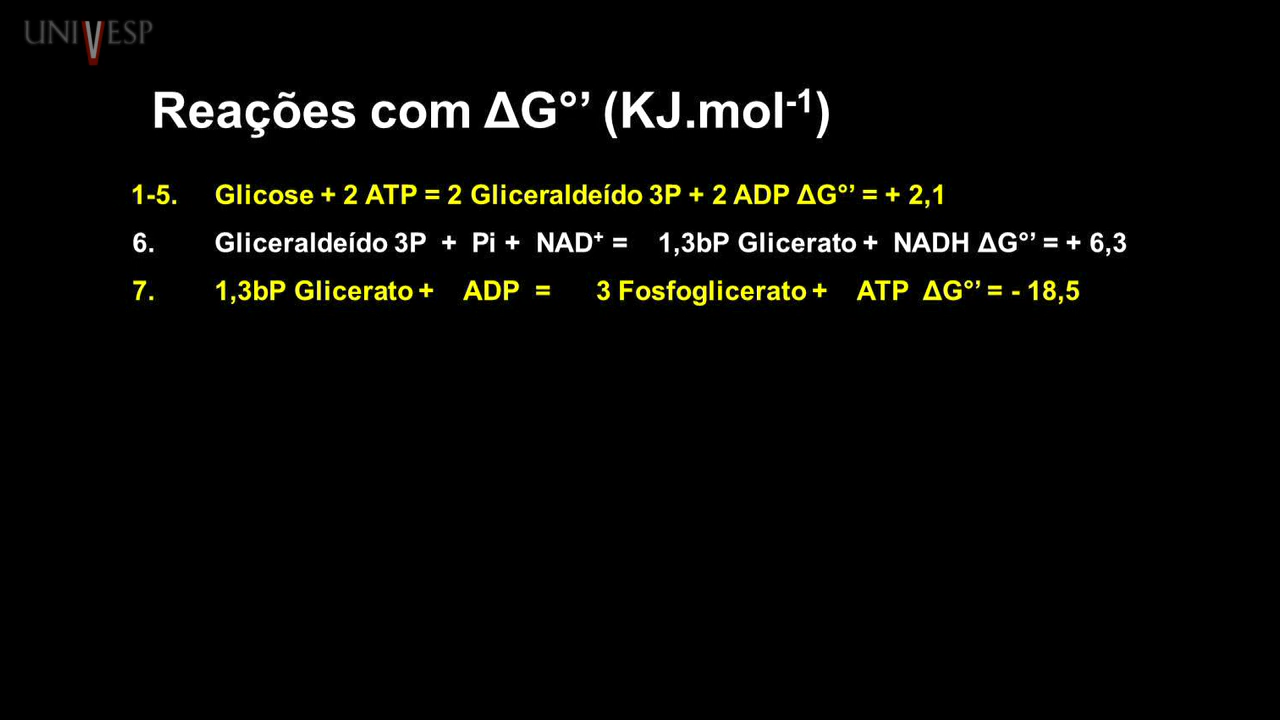 UNIVESP
Reações com ΔG°’ (KJ.mol-1)
1-5. Glicose + 2 ATP = 2 Gliceraldeído 3P + 2 ADP ΔG°’ = + 2,1
6. Gliceraldeído 3P + Pi + NAD+ = 1,3bP Glicerato + NADH ΔG°’ = + 6,3
7. 1,3bP Glicerato + ADP = 3 Fosfoglicerato + ATP ΔG°’ = - 18,5